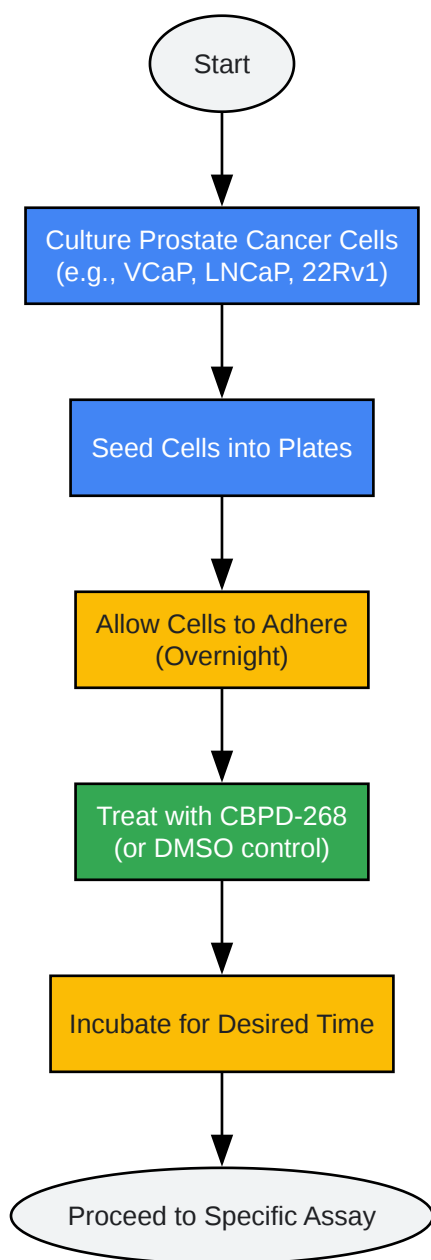 Start
Culture Prostate Cancer Cells
(e.g., VCaP, LNCaP, 22Rv1)
Seed Cells into Plates
Allow Cells to Adhere
(Overnight)
Treat with CBPD-268
(or DMSO control)
Incubate for Desired Time
Proceed to Specific Assay